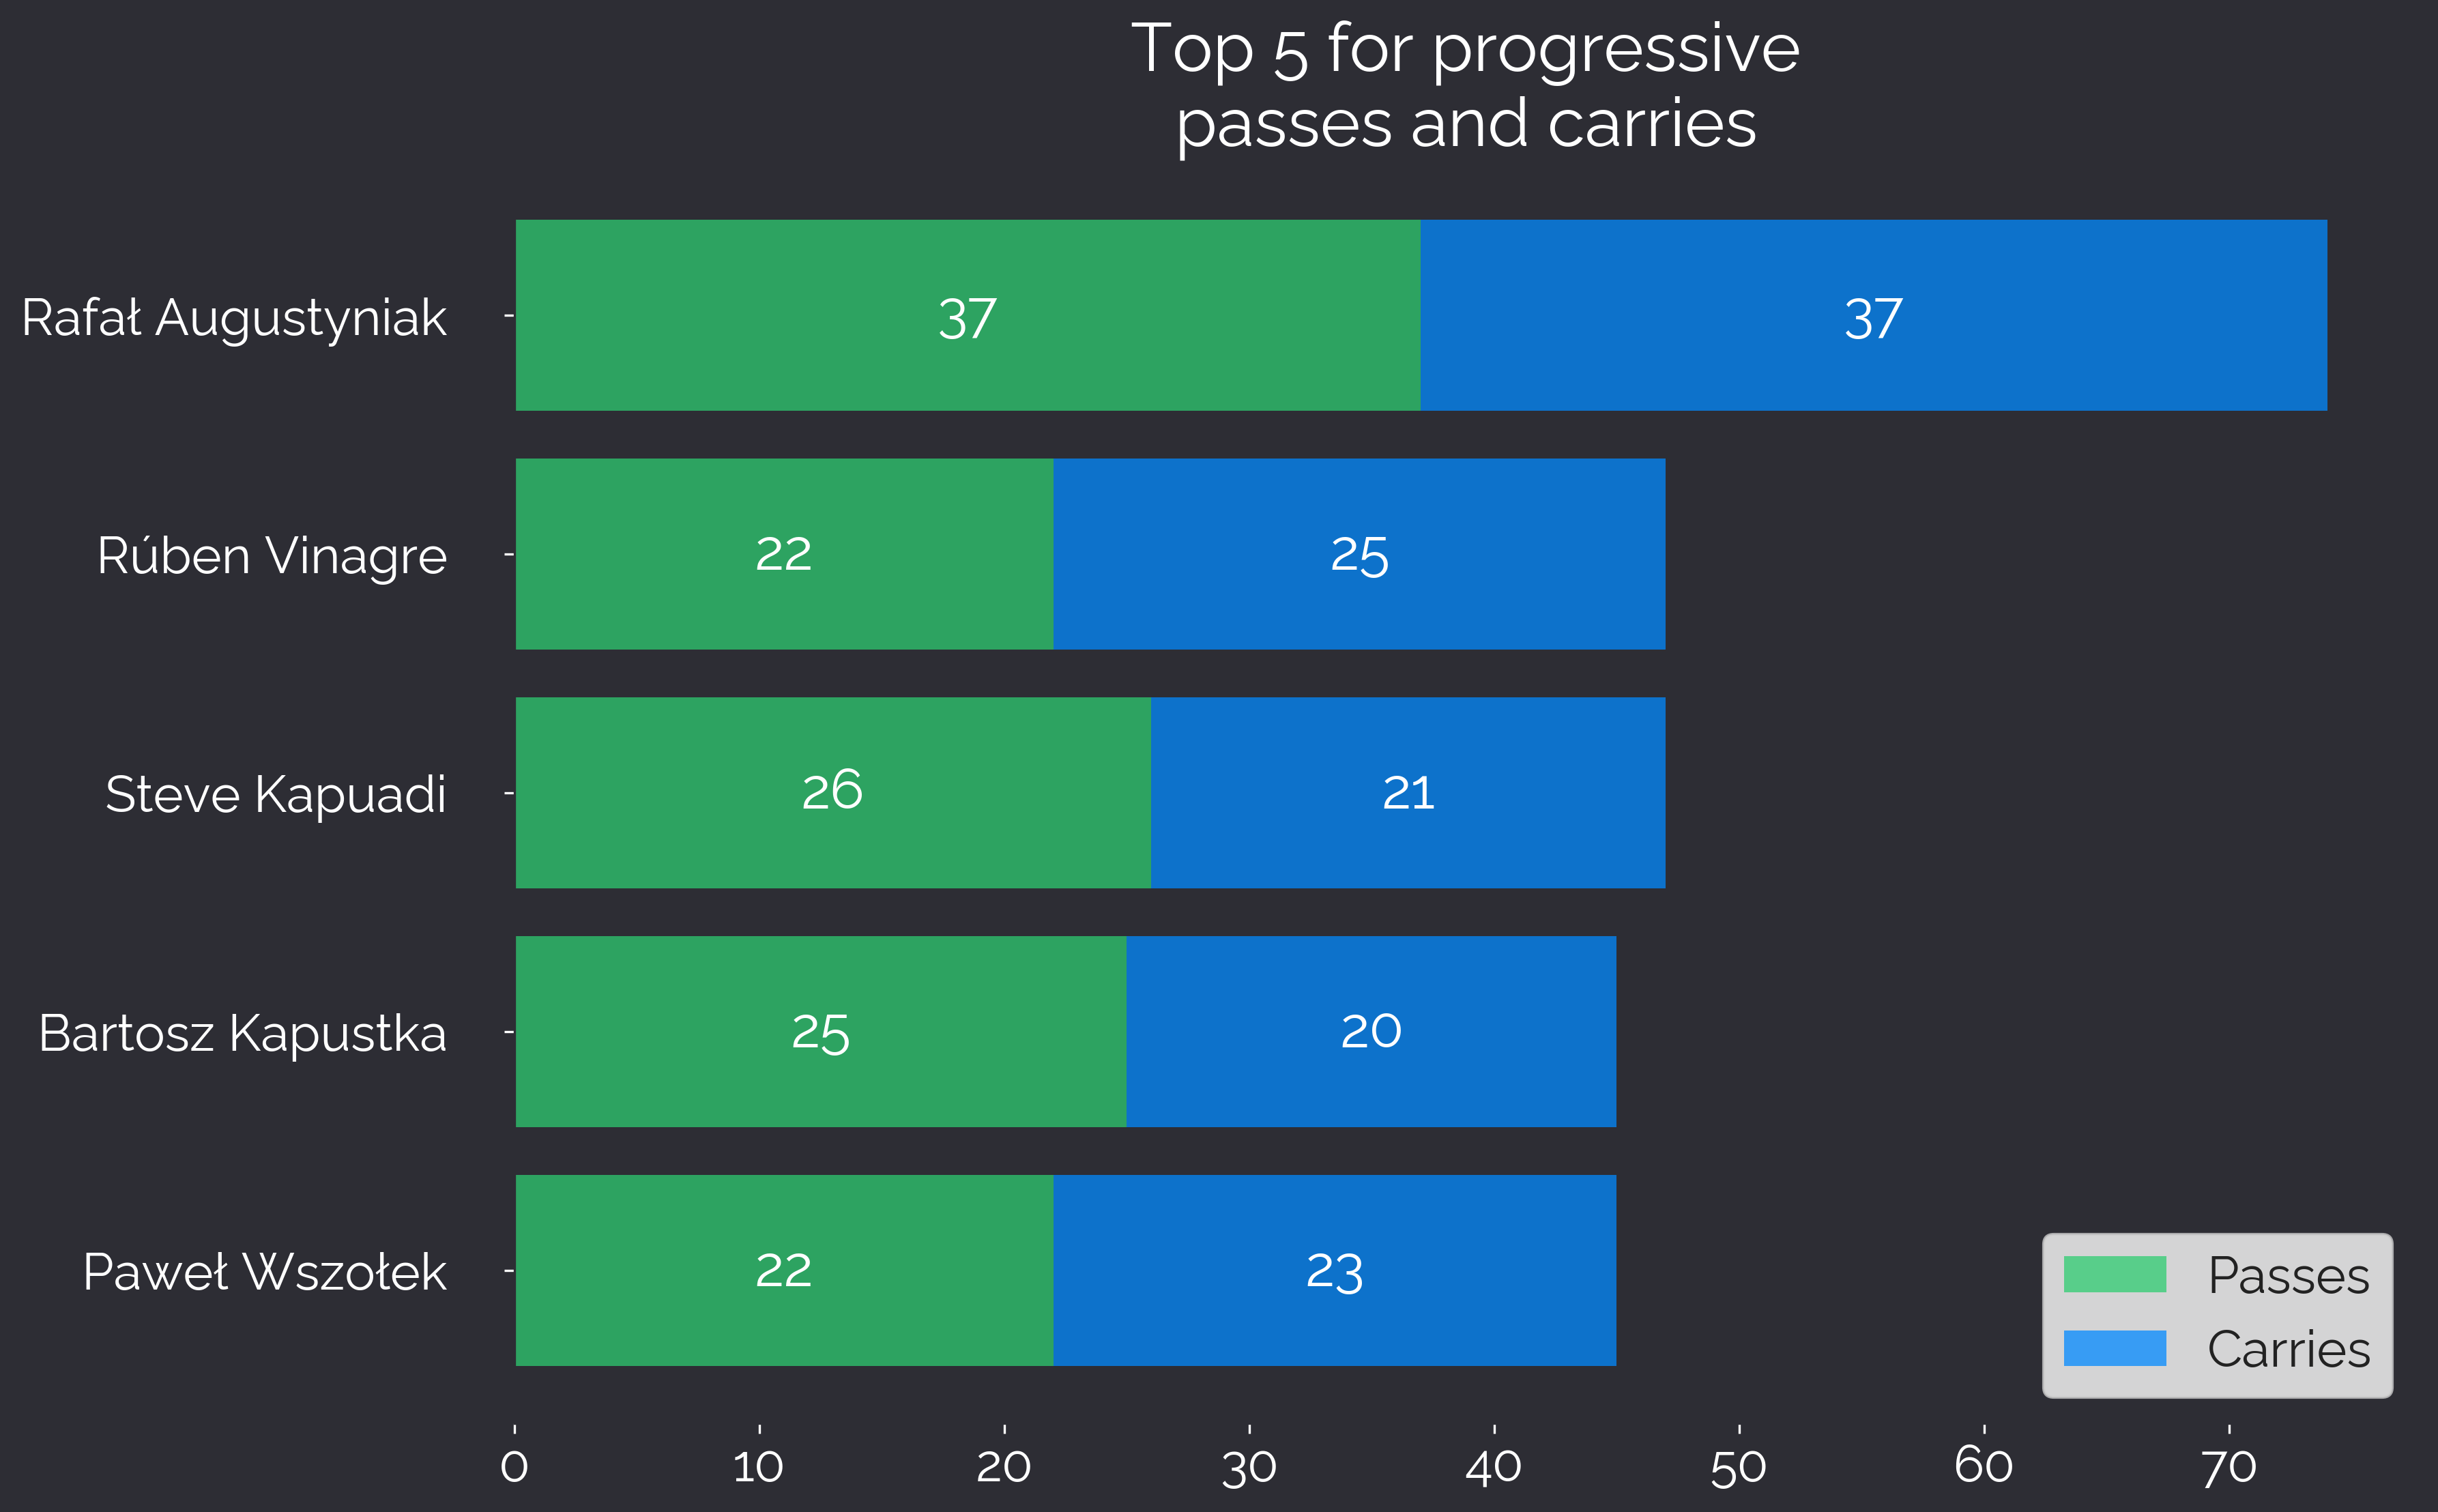 Top 5 for progressive
passes and carries
Rafał Augustyniak
37
37
Rúben Vinagre
22
25
Steve Kapuadi
26
21
Bartosz Kapustka
25
20
Paweł Wszołek
22
23
Passes
Carries
0 10 20 30 40 50 60 70